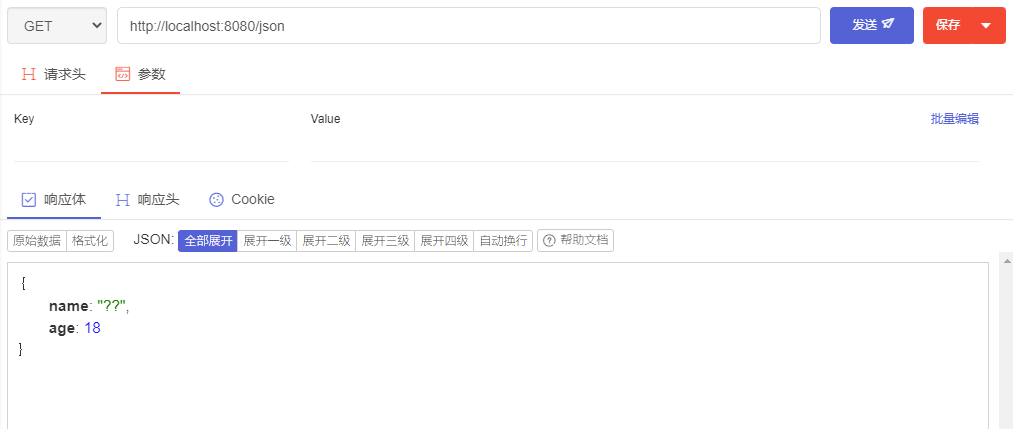 GET http://localhost:8080/json 发送 保存
请求头 参数
Key Value 批量编辑
响应体 响应头 Cookie
原始数据 格式化 JSON: 全部展开 展开一级 展开二级 展开三级 展开四级 自动换行 帮助文档
{
name: "??",
age: 18
}